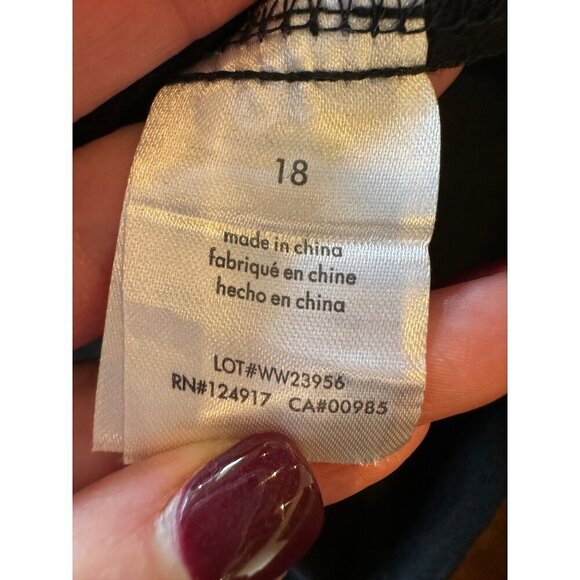 18
made in china
fabriqué en chine
hecho en china
LOT#WW23956
RN#124917 CA#00985